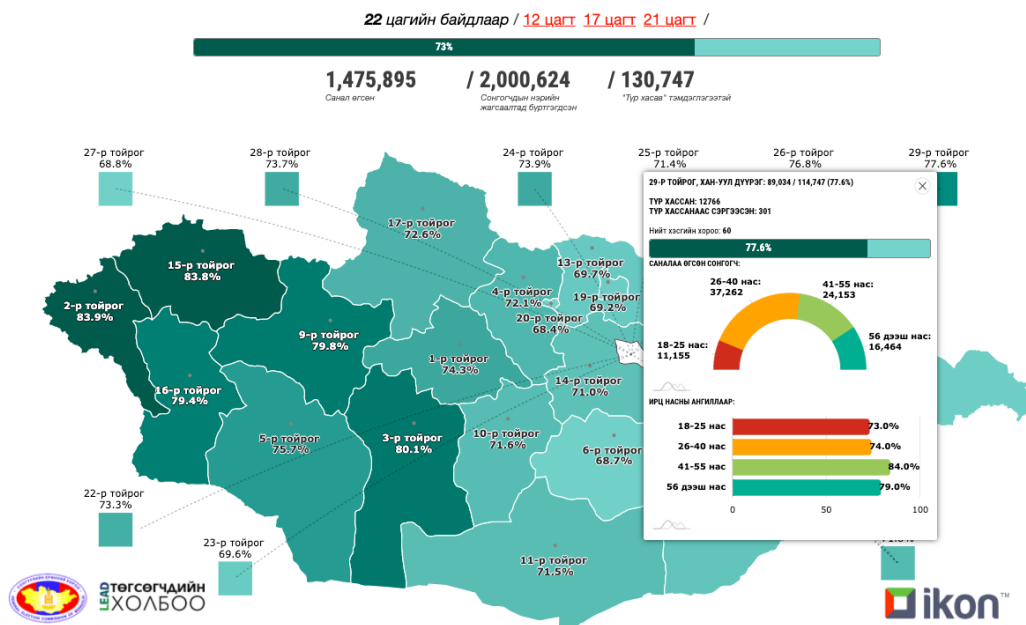 22 цагийн байдлаар / 12 цагт 17 цагт 21 цагт /
73%
1,475,895 / 2,000,624 / 130,747
Санал өгсөн
Сонгогчдын нэрийн жагсаалтад бүртгэгдсэн
"Түр хасав" тэмдэглэгээтэй
27-р тойрог
68.8%
28-р тойрог
73.7%
24-р тойрог
73.9%
25-р тойрог
71.4%
26-р тойрог
76.8%
29-р тойрог
77.6%
17-р тойрог
72.6%
15-р тойрог
83.8%
13-р тойрог
69.7%
2-р тойрог
83.9%
4-р тойрог
72.1%
19-р тойрог
69.2%
20-р тойрог
68.4%
9-р тойрог
79.8%
1-р тойрог
74.3%
16-р тойрог
79.4%
14-р тойрог
71.0%
5-р тойрог
75.7%
3-р тойрог
80.1%
10-р тойрог
71.6%
6-р тойрог
68.7%
22-р тойрог
73.3%
23-р тойрог
69.6%
11-р тойрог
71.5%
29-Р ТОЙРОГ, ХАН-УУЛ ДҮҮРЭГ: 89,034 / 114,747 (77.6%)
ТҮР ХАССАН: 12766
ТҮР ХАССАНААС СЭРГЭЭСЭН: 301
Нийт хэсгийн хороо: 60
77.6%
САНАЛАА ӨГСӨН СОНГОГЧ:
26-40 нас:
37,262
41-55 нас:
24,153
18-25 нас:
11,155
56 дээш нас:
16,464
ИРЦ НАСНЫ АНГИЛЛААР:
18-25 нас 73.0%
26-40 нас 74.0%
41-55 нас 84.0%
56 дээш нас 79.0%
0 50 100
LEAD ТӨГСӨГЧДИЙН
ХОЛБОО
ikon™